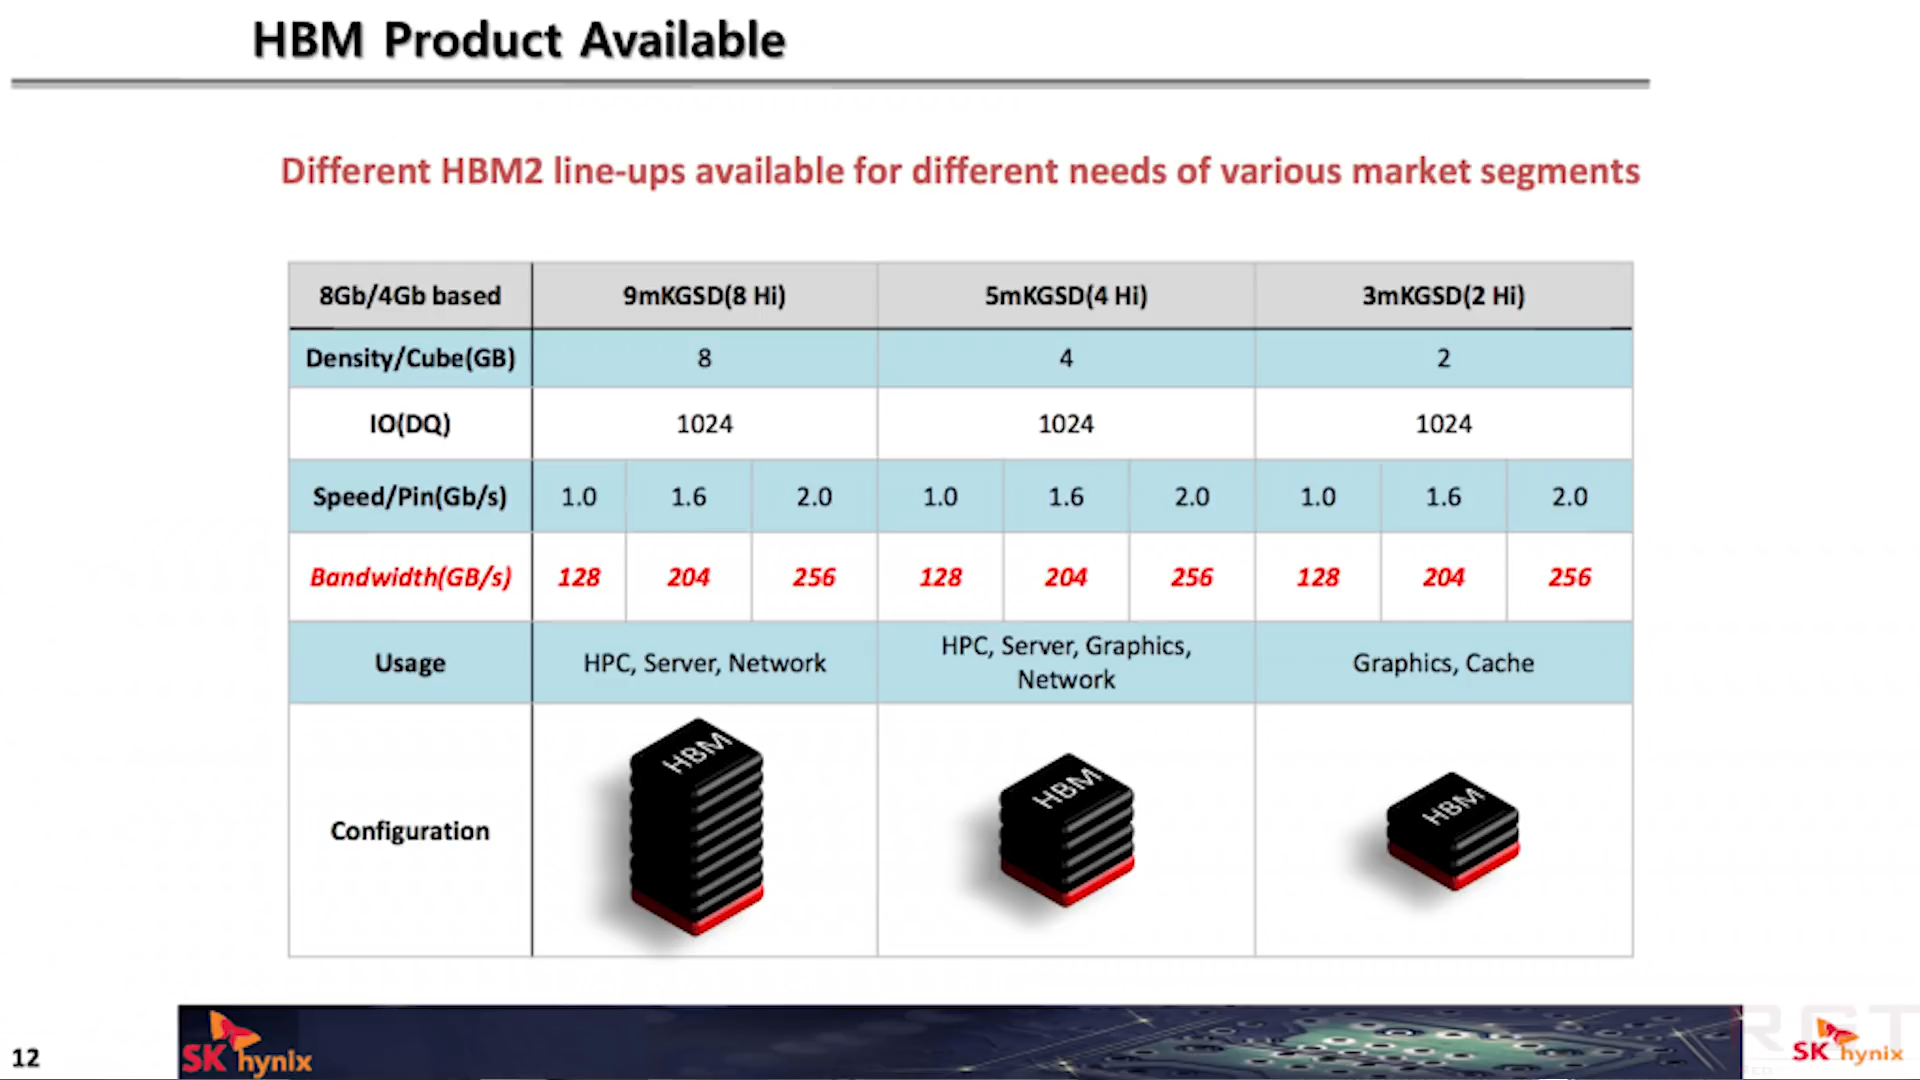 HBM Product Available
Different HBM2 line-ups available for different needs of various market segments
8Gb/4Gb based 9mKGSD(8 Hi) 5mKGSD(4 Hi) 3mKGSD(2 Hi)
Density/Cube(GB) 8 4 2
IO(DQ) 1024 1024 1024
Speed/Pin(Gb/s) 1.0 1.6 2.0 1.0 1.6 2.0 1.0 1.6 2.0
Bandwidth(GB/s) 128 204 256 128 204 256 128 204 256
Usage HPC, Server, Network HPC, Server, Graphics, Graphics, Cache
Network
Configuration HBM HBM HBM
12 SK hynix SK hynix